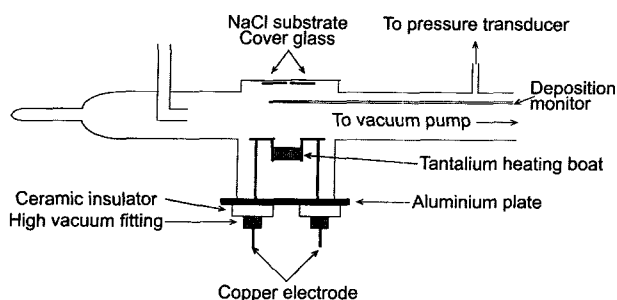 NaCl substrate
Cover glass
To pressure transducer
Deposition
monitor
To vacuum pump
Tantalium heating boat
Ceramic insulator
High vacuum fitting
Aluminium plate
Copper electrode